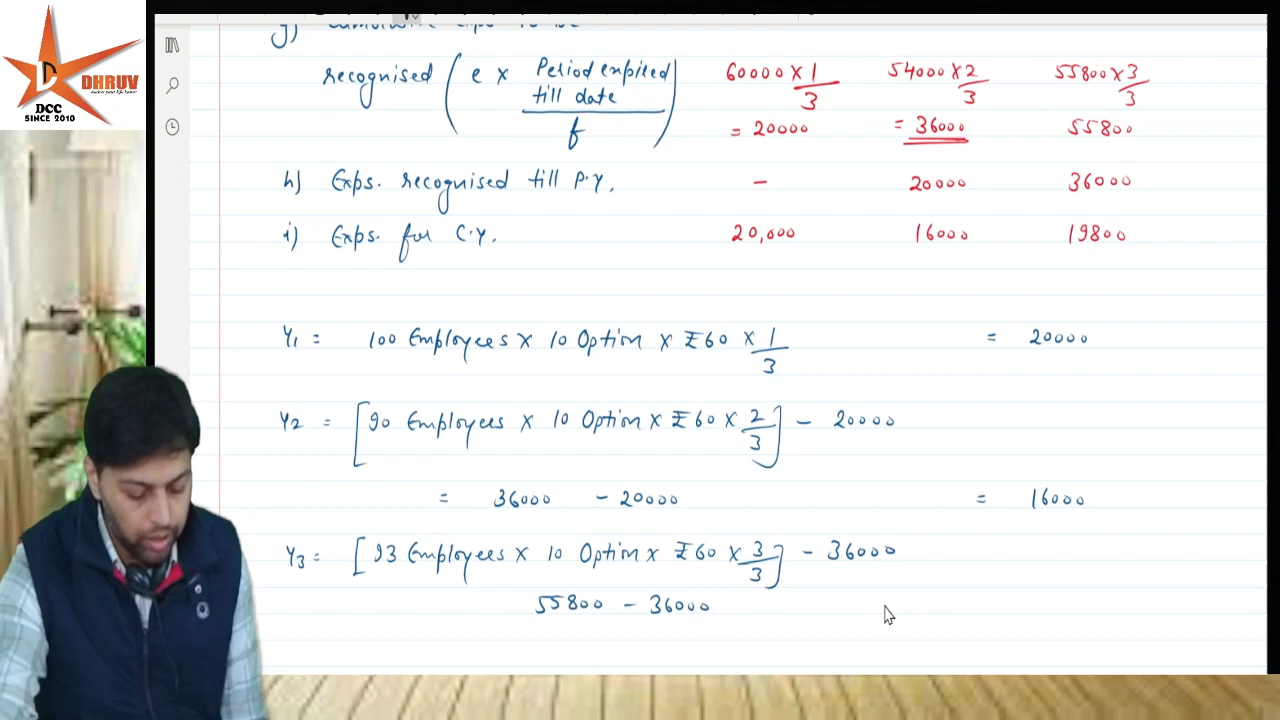 DHRUV
DCC
SINCE 2010
recognised ( e × Period expired till date / f ) 60000 × 1/3 54000 × 2/3 55800 × 3/3
= 20000 = 36000 55800
h) Exps. recognised till P.Y. - 20000 36000
i) Exps. for C.Y. 20,000 16000 19800
Y1 = 100 Employees × 10 Option × ₹60 × 1/3 = 20000
Y2 = [90 Employees × 10 Option × ₹60 × 2/3] - 20000
= 36000 - 20000 = 16000
Y3 = [93 Employees × 10 Option × ₹60 × 3/3] - 36000
55800 - 36000